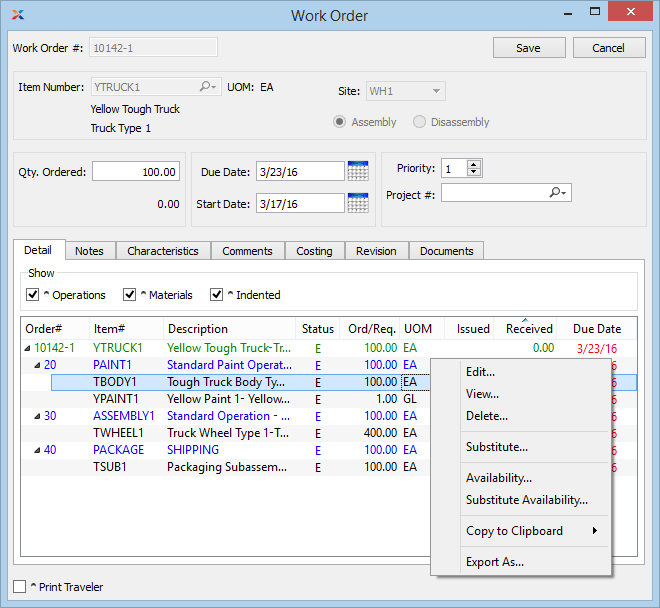 Work Order
Work Order #: 10142-1 Save Cancel
Item Number: YTRUCK1 UOM: EA Site: WH1
Yellow Tough Truck
Truck Type 1
Assembly Disassembly
Qty. Ordered: 100.00 Due Date: 3/23/16 Priority: 1
0.00 Start Date: 3/17/16 Project #:
Detail Notes Characteristics Comments Costing Revision Documents
Show
^ Operations ^ Materials ^ Indented
Order# Item# Description Status Ord/Req. UOM Issued Received Due Date
10142-1 YTRUCK1 Yellow Tough Truck-Tr... E 100.00 EA 0.00 3/23/16
20 PAINT1 Standard Paint Operat... E 100.00 EA 6
TBODY1 Tough Truck Body Ty... E 100.00 EA 6
YPAINT1 Yellow Paint 1- Yellow... E 1.00 GL 6
30 ASSEMBLY1 Standard Operation - ... E 100.00 EA 6
TWHEEL1 Truck Wheel Type 1-T... E 400.00 EA 6
40 PACKAGE SHIPPING E 100.00 EA 6
TSUB1 Packaging Subassem... E 100.00 EA 6
Edit...
View...
Delete...
Substitute...
Availability...
Substitute Availability...
Copy to Clipboard
Export As...
^ Print Traveler